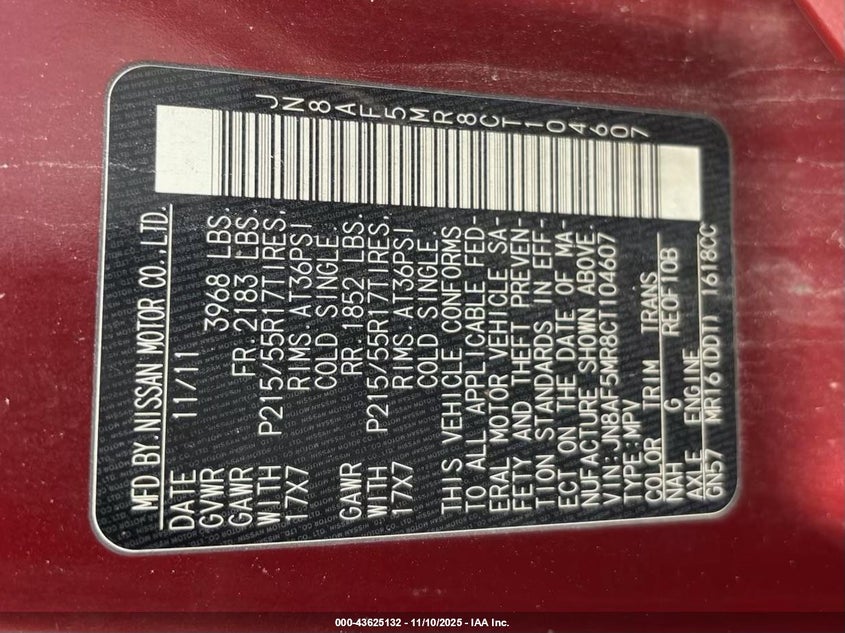 JN8AF5MR8CT104607
MFD BY.NISSAN MOTOR CO.,LTD.
DATE 11/11
GVWR 3968 LBS.
GAWR FR.2183 LBS.
WITH P215/55R17TIRES,
17X7 RIMS.AT36PSI
COLD SINGLE.
GAWR RR.1852 LBS.
WITH P215/55R17TIRES,
17X7 RIMS.AT36PSI
COLD SINGLE
THIS VEHICLE CONFORMS
TO ALL APPLICABLE FED-
ERAL MOTOR VEHICLE SA-
FETY AND THEFT PREVEN-
TION STANDARDS IN EFF-
ECT ON THE DATE OF MA-
NUFACTURE SHOWN ABOVE.
VIN:JN8AF5MR8CT104607
TYPE:MPV
COLOR TRIM TRANS
NAH G RE0F10B
AXLE ENGINE
GN57 MR16(DDT) 1618CC
000-43625132 - 11/10/2025 - IAA Inc.